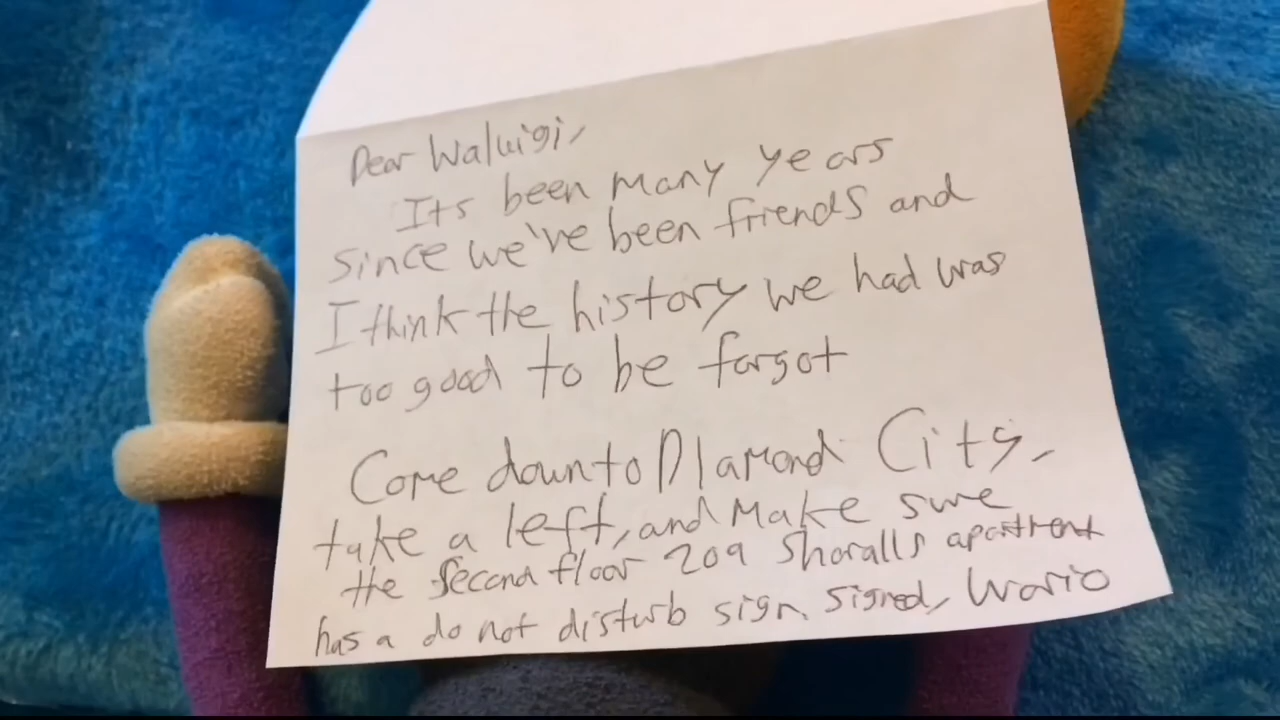 Dear Waluigi,
Its been many years
since we've been friends and
I think the history we had was
too good to be forgot
Come down to Diamond City,
take a left, and make sure
the second floor 209 Shoralls apartment
has a do not disturb sign. Signed, Wario